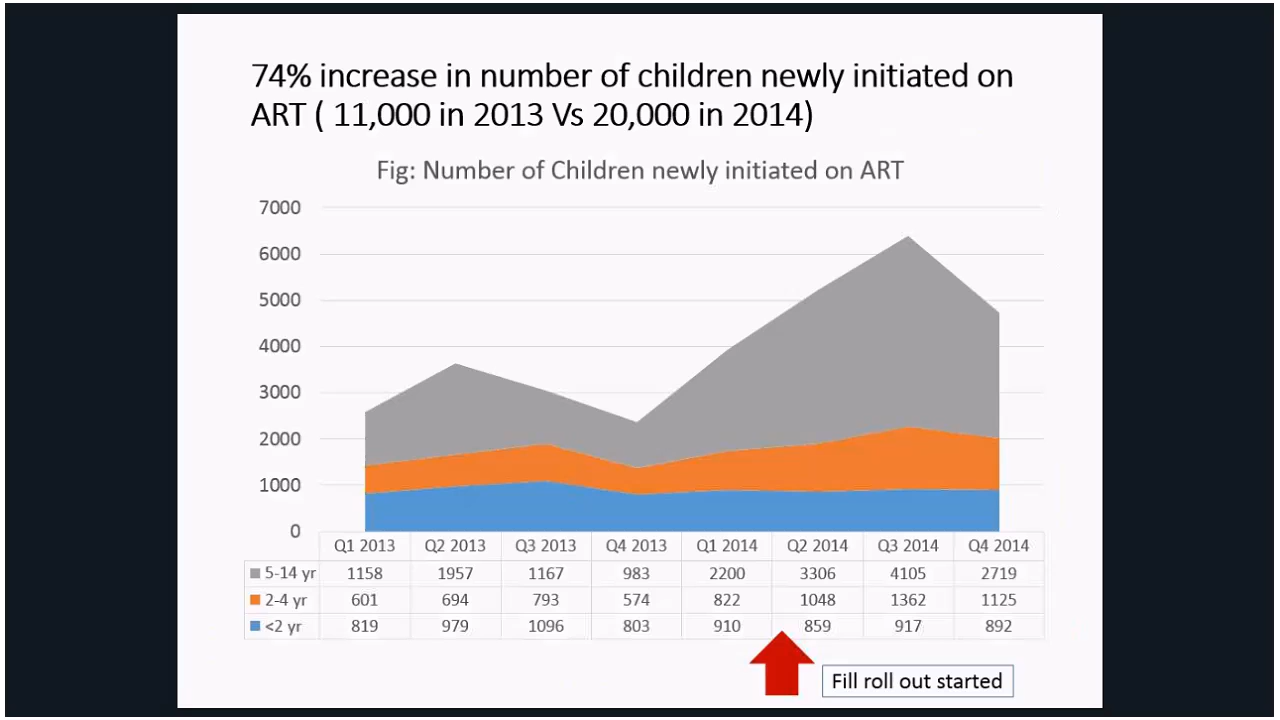 74% increase in number of children newly initiated on
ART ( 11,000 in 2013 Vs 20,000 in 2014)
Fig: Number of Children newly initiated on ART
7000
6000
5000
4000
3000
2000
1000
0
Q1 2013 Q2 2013 Q3 2013 Q4 2013 Q1 2014 Q2 2014 Q3 2014 Q4 2014
5-14 yr 1158 1957 1167 983 2200 3306 4105 2719
2-4 yr 601 694 793 574 822 1048 1362 1125
<2 yr 819 979 1096 803 910 859 917 892
Fill roll out started